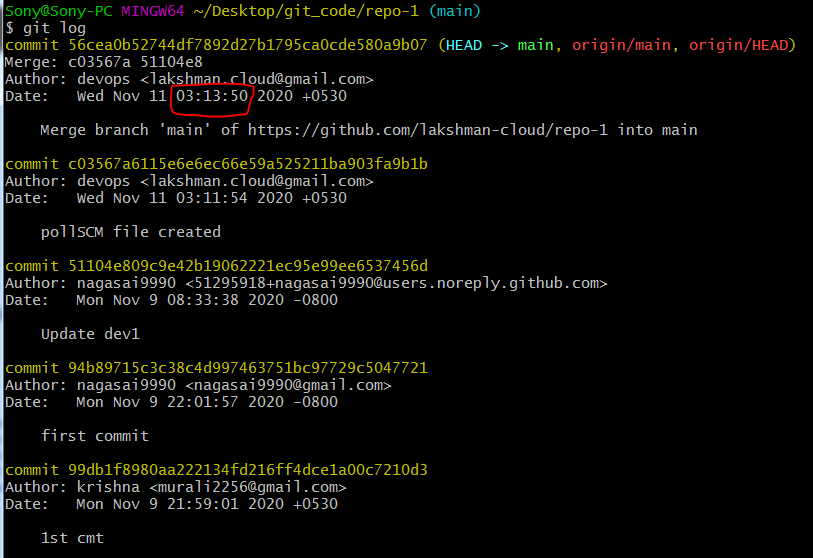 Sony@Sony-PC MINGW64 ~/Desktop/git_code/repo-1 (main)
$ git log
commit 56cea0b52744df7892d27b1795ca0cde580a9b07 (HEAD -> main, origin/main, origin/HEAD)
Merge: c03567a 51104e8
Author: devops <lakshman.cloud@gmail.com>
Date:   Wed Nov 11 03:13:50 2020 +0530
    Merge branch 'main' of https://github.com/lakshman-cloud/repo-1 into main
commit c03567a6115e6e6ec66e59a525211ba903fa9b1b
Author: devops <lakshman.cloud@gmail.com>
Date:   Wed Nov 11 03:11:54 2020 +0530
    pollSCM file created
commit 51104e809c9e42b19062221ec95e99ee6537456d
Author: nagasai9990 <51295918+nagasai9990@users.noreply.github.com>
Date:   Mon Nov 9 08:33:38 2020 -0800
    Update dev1
commit 94b89715c3c38c4d997463751bc97729c5047721
Author: nagasai9990 <nagasai9990@gmail.com>
Date:   Mon Nov 9 22:01:57 2020 -0800
    first commit
commit 99db1f8980aa222134fd216ff4dce1a00c7210d3
Author: krishna <murali2256@gmail.com>
Date:   Mon Nov 9 21:59:01 2020 +0530
    1st cmt